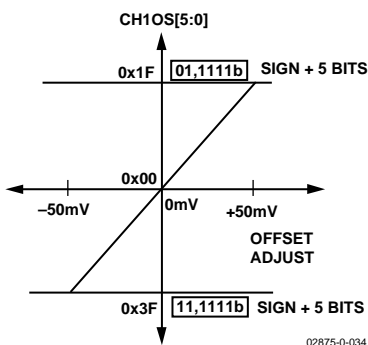 CH1OS[5:0]
0x1F 01,1111b SIGN + 5 BITS
0x00
–50mV 0mV +50mV
OFFSET
ADJUST
0x3F 11,1111b SIGN + 5 BITS
02875-0-034